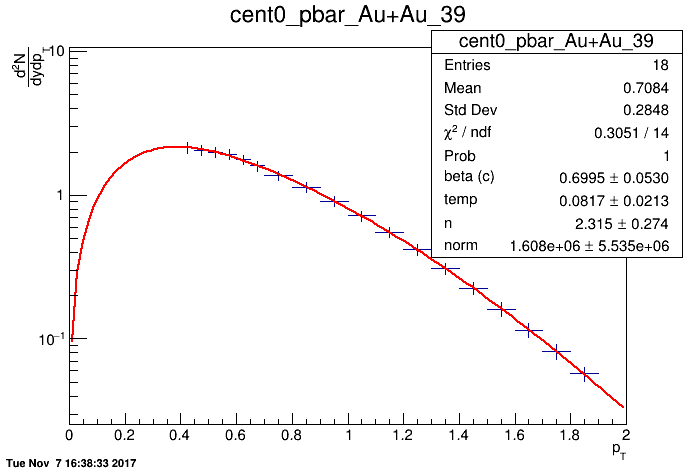 cent0_pbar_Au+Au_39
cent0_pbar_Au+Au_39
Entries 18
Mean 0.7084
Std Dev 0.2848
χ² / ndf 0.3051 / 14
Prob 1
beta (c) 0.6995 ± 0.0530
temp 0.0817 ± 0.0213
n 2.315 ± 0.274
norm 1.608e+06 ± 5.535e+06
d²N
dydp_T
10
1
10⁻¹
0 0.2 0.4 0.6 0.8 1 1.2 1.4 1.6 1.8 2
p_T
Tue Nov 7 16:38:33 2017